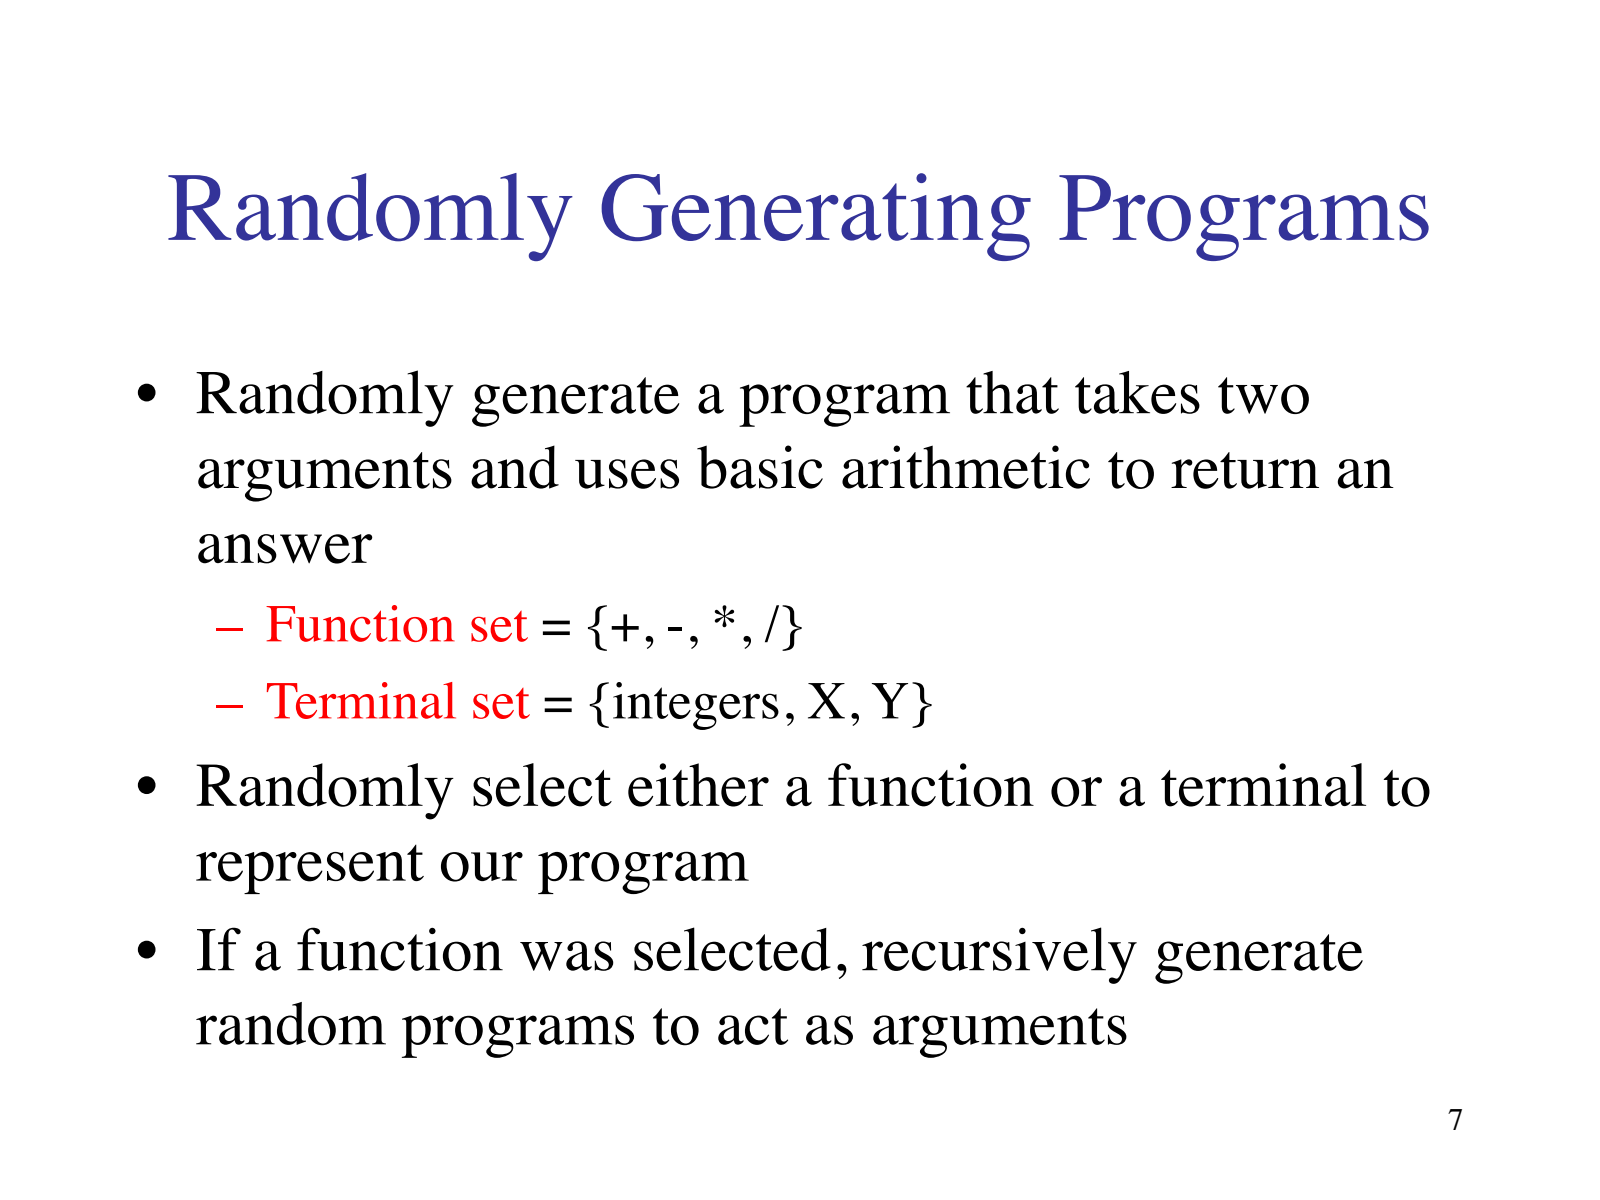 Randomly Generating Programs
• Randomly generate a program that takes two
arguments and uses basic arithmetic to return an
answer
– Function set = {+, -, *, /}
– Terminal set = {integers, X, Y}
• Randomly select either a function or a terminal to
represent our program
• If a function was selected, recursively generate
random programs to act as arguments
7